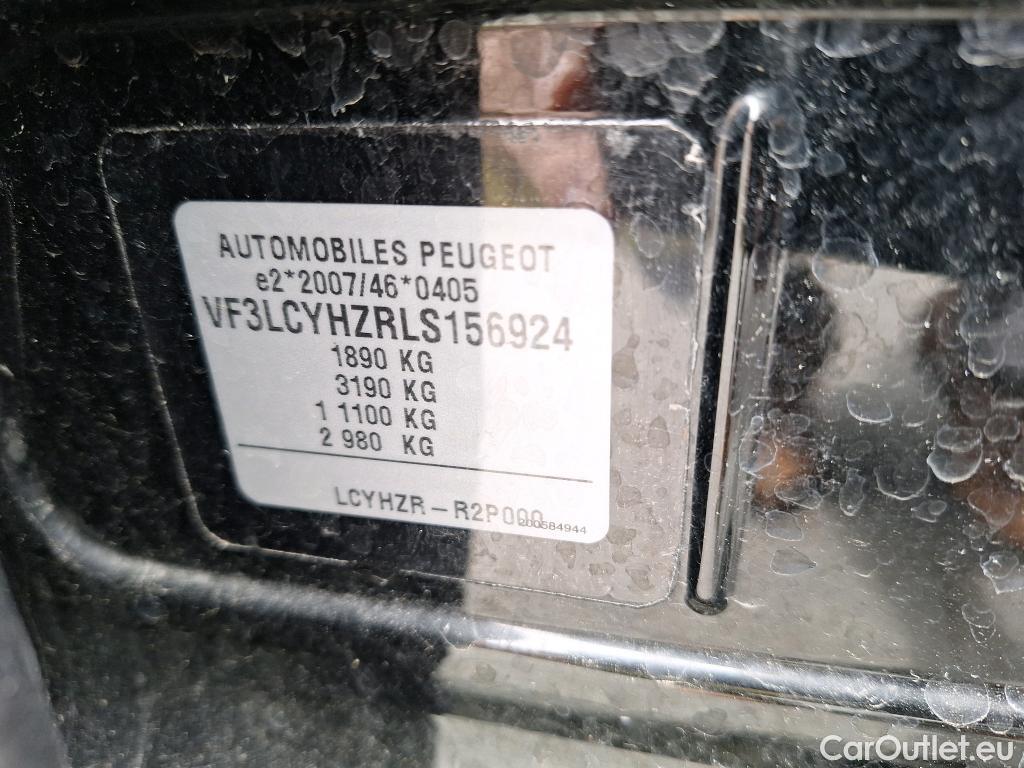 AUTOMOBILES PEUGEOT
e2*2007/46*0405
VF3LCYHZRLS156924
1890 KG
3190 KG
1 1100 KG
2 980 KG
LCYHZR - R2P000
200584944
CarOutlet.eu